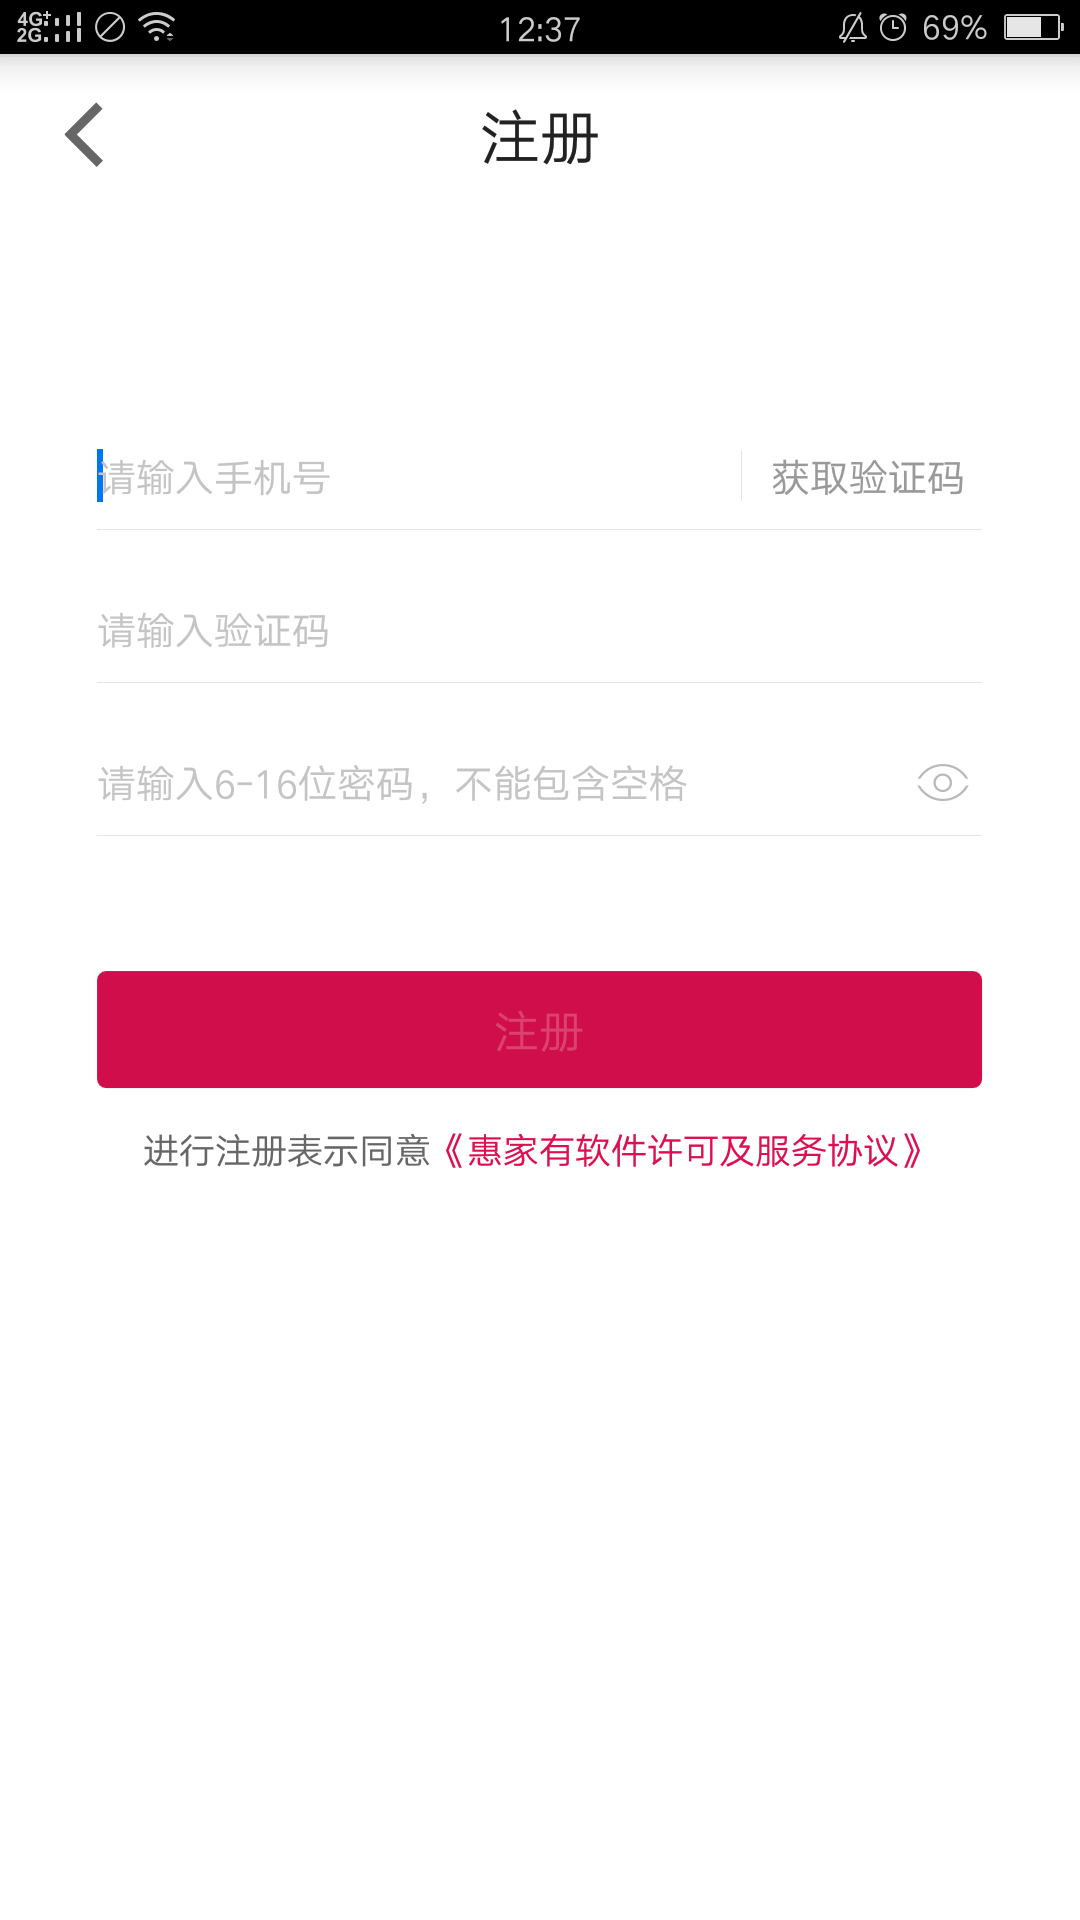 4G+ 2G 12:37 69%
注册
请输入手机号 获取验证码
请输入验证码
请输入6-16位密码，不能包含空格
注册
进行注册表示同意《惠家有软件许可及服务协议》